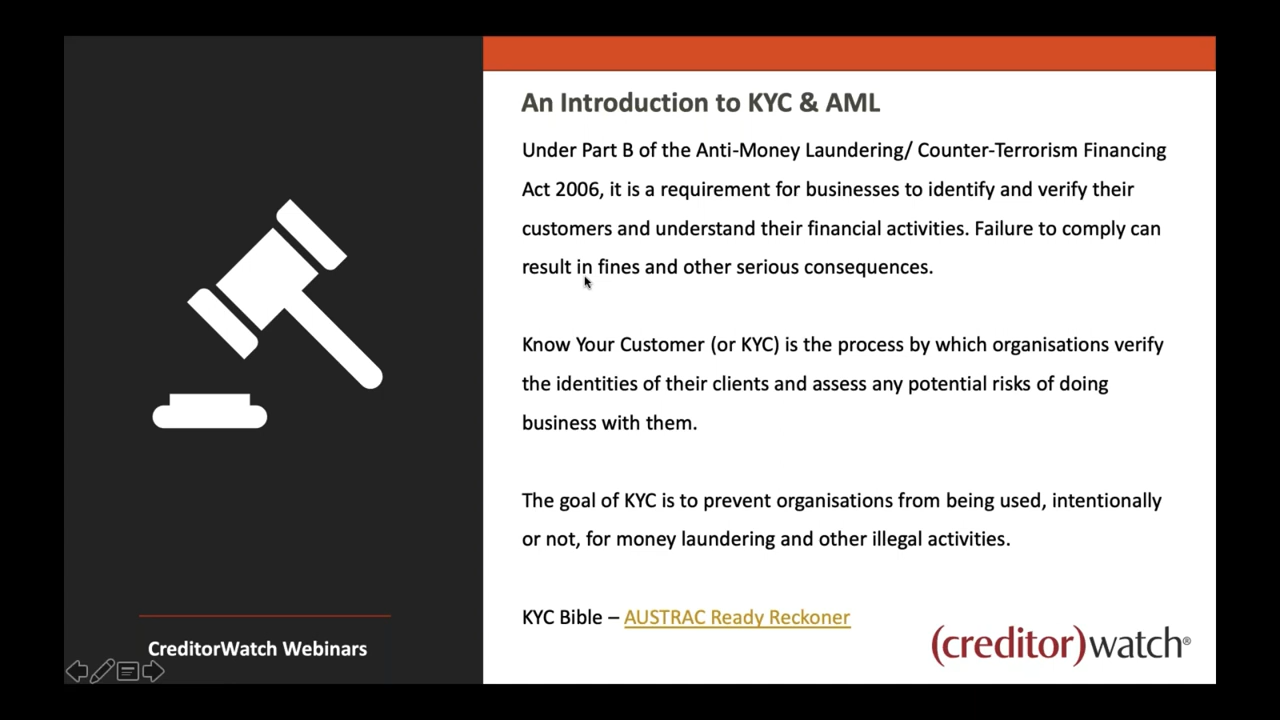 An Introduction to KYC & AML
Under Part B of the Anti-Money Laundering/ Counter-Terrorism Financing
Act 2006, it is a requirement for businesses to identify and verify their
customers and understand their financial activities. Failure to comply can
result in fines and other serious consequences.
Know Your Customer (or KYC) is the process by which organisations verify
the identities of their clients and assess any potential risks of doing
business with them.
The goal of KYC is to prevent organisations from being used, intentionally
or not, for money laundering and other illegal activities.
KYC Bible – AUSTRAC Ready Reckoner
CreditorWatch Webinars
(creditor)watch®